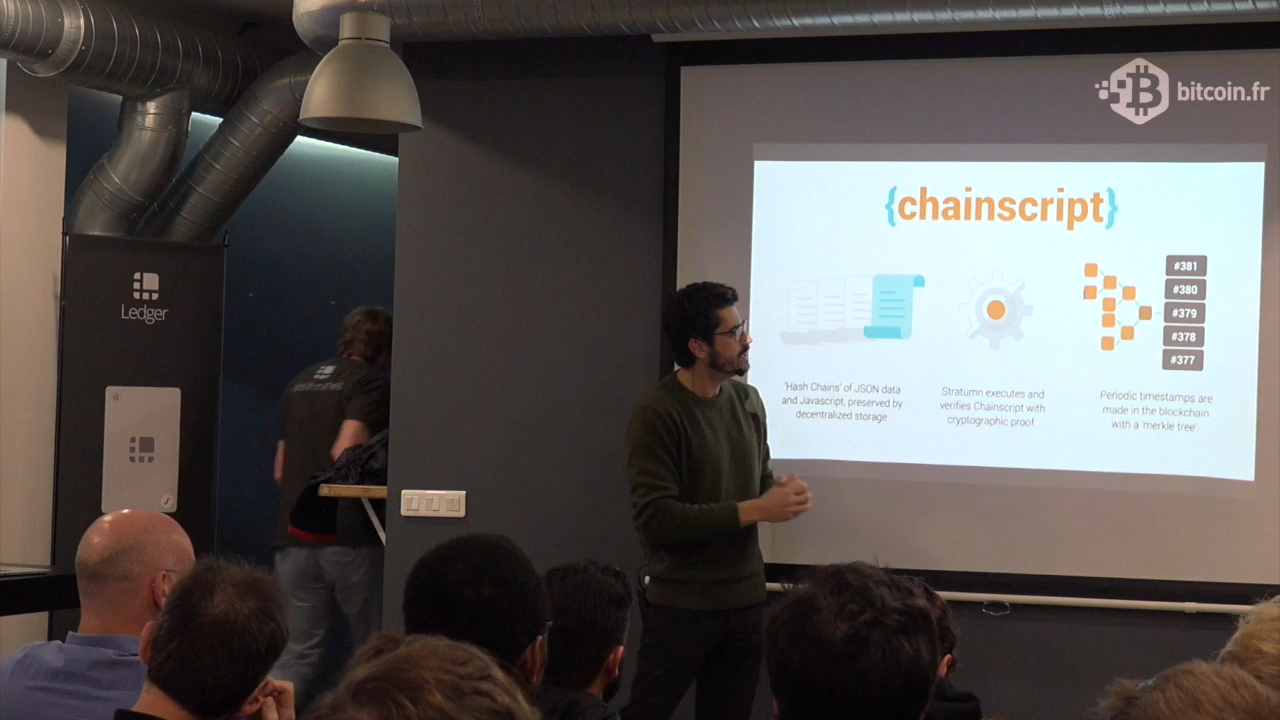 bitcoin.fr
{chainscript}
#381
#380
#379
#378
#377
'Hash Chains' of JSON data
and Javascript, preserved by
decentralized storage
Stratumn executes and
verifies Chainscript with
cryptographic proof.
Periodic timestamps are
made in the blockchain
with a 'merkle tree'.
Ledger